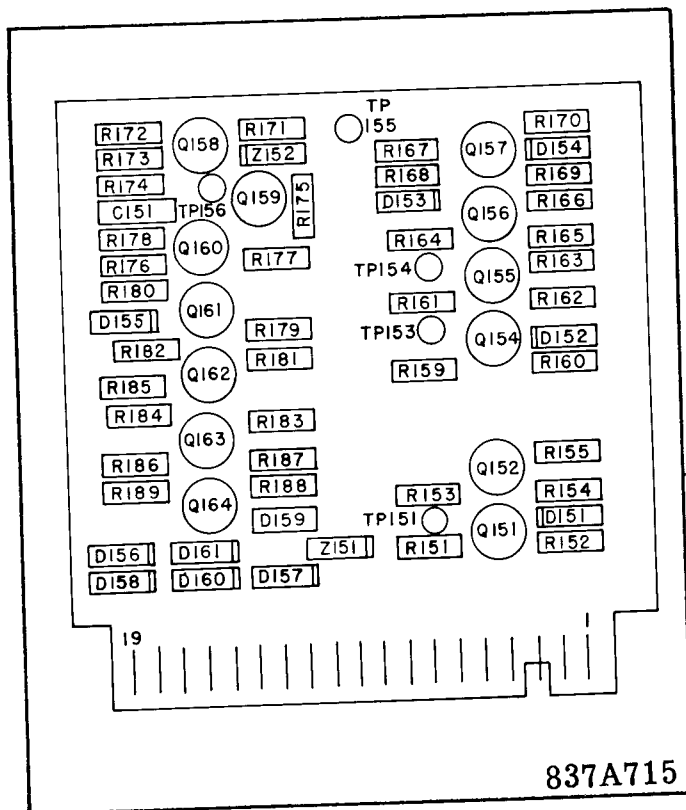 TP
R172 Q158 R171 155 R170
R173 Z152 R167 Q157 D154
R174 R168 R169
C151 TP156 Q159 R175 D153 Q156 R166
R178 Q160 R164 R165
R176 R177 TP154 Q155 R163
R180 R161 R162
D155 Q161 R179 TP153 Q154 D152
R182 R181 R159 R160
R185 Q162
R184 R183
Q163 R155
R186 R187 Q152
R189 R188 R153 R154
Q164 D159 TP151 Q151 D151
D156 D161 Z151 R151 R152
D158 D160 D157
19 1
837A715